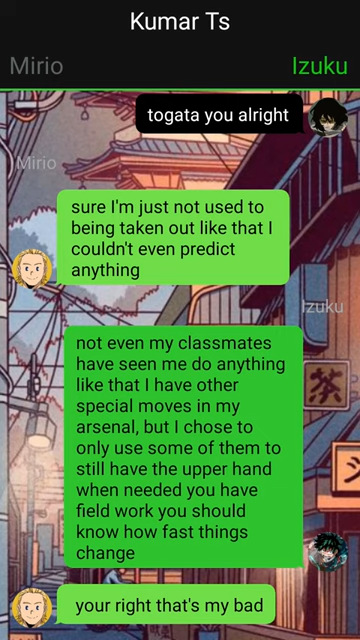 Kumar Ts
Mirio
Izuku
togata you alright
Mirio
sure I'm just not used to
being taken out like that I
couldn't even predict
anything
Izuku
not even my classmates
have seen me do anything
like that I have other
special moves in my
arsenal, but I chose to
only use some of them to
still have the upper hand
when needed you have
field work you should
know how fast things
change
your right that's my bad
茶